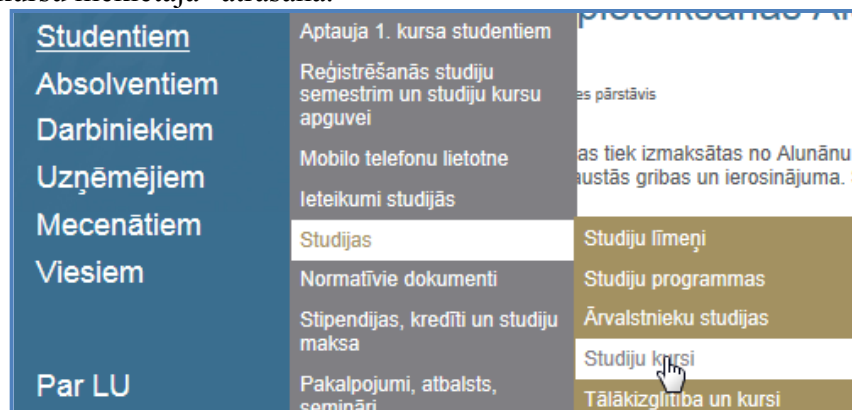 Studentiem
Absolventiem
Darbiniekiem
Uzņēmējiem
Mecenātiem
Viesiem
Par LU
Aptauja 1. kursa studentiem
Reģistrēšanās studiju
semestrim un studiju kursu
apguvei
Mobilo telefonu lietotne
Ieteikumi studijās
Studijas
Normatīvie dokumenti
Stipendijas, kredīti un studiju
maksa
Pakalpojumi, atbalsts,
semināri
es pārstāvis
as tiek izmaksātas no Alunānu
austās gribas un ierosinājuma.
Studiju līmeņi
Studiju programmas
Ārvalstnieku studijas
Studiju kursi
Tālākizglītība un kursi